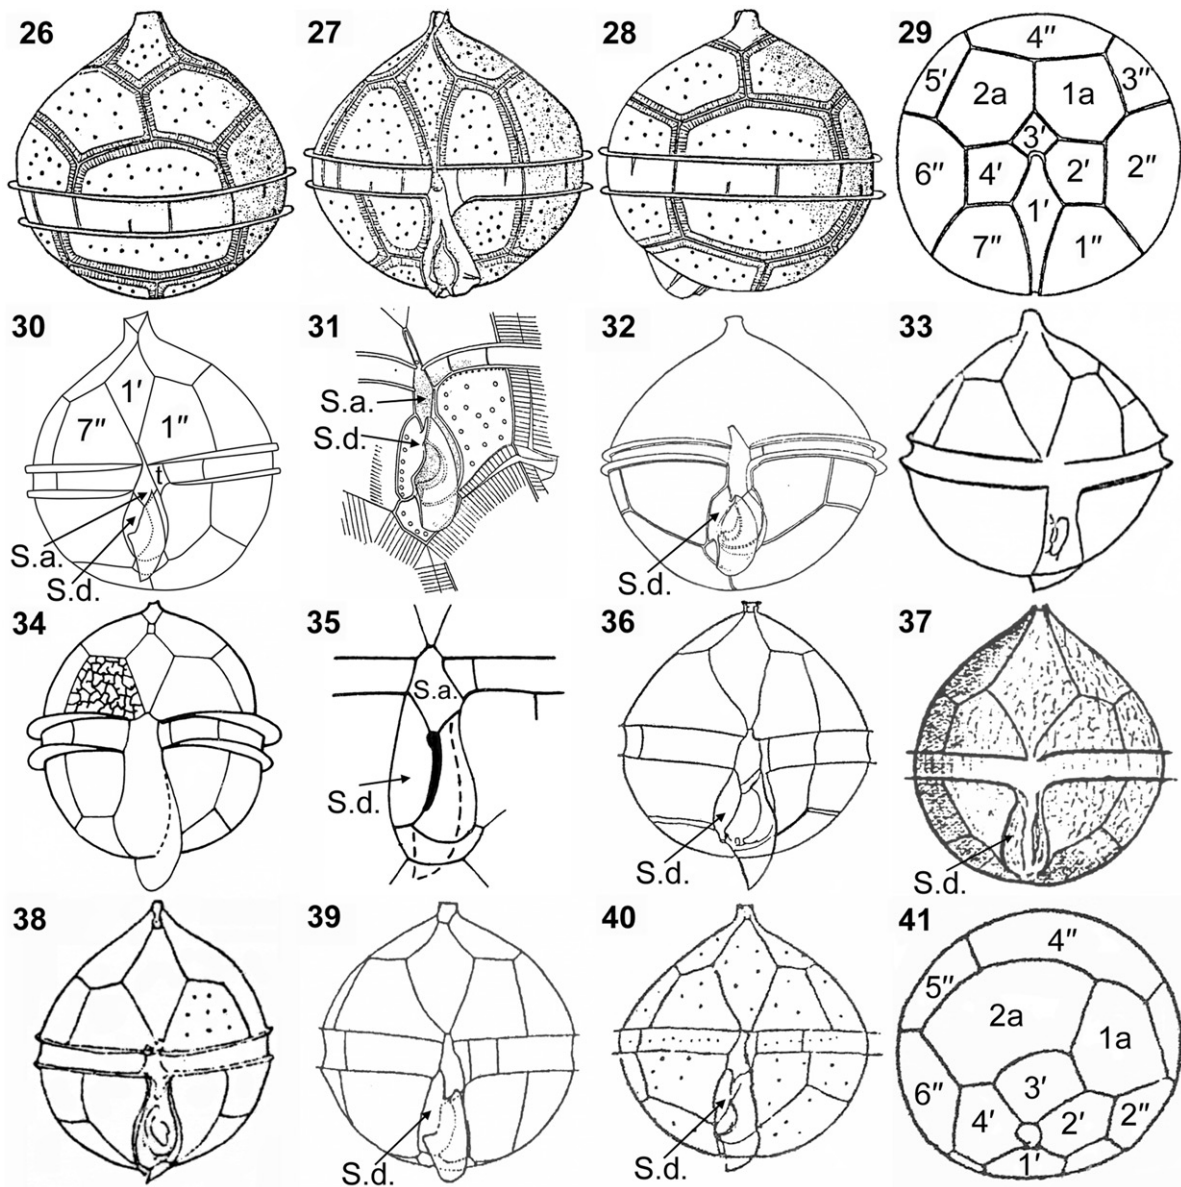 26
27
28
29
4″
5′
2a
1a
3″
3′
6″
4′
2′
2″
1′
7″
1″
30
1′
7″
1″
t
S.a.
S.d.
31
S.a.
S.d.
32
S.d.
33
34
35
S.a.
S.d.
36
S.d.
37
S.d.
38
39
S.d.
40
S.d.
41
4″
5″
2a
1a
6″
3′
4′
2′
2″
1′